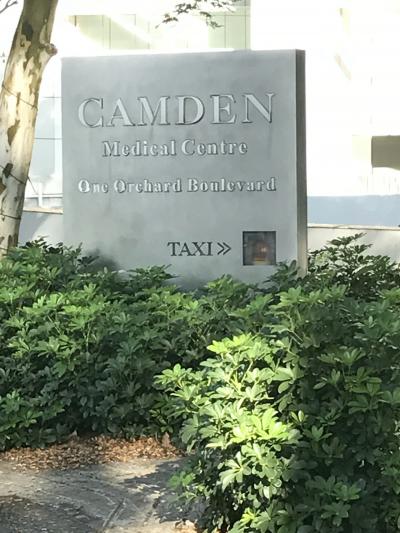 CAMDEN
Medical Centre
One Orchard Boulevard
TAXI »